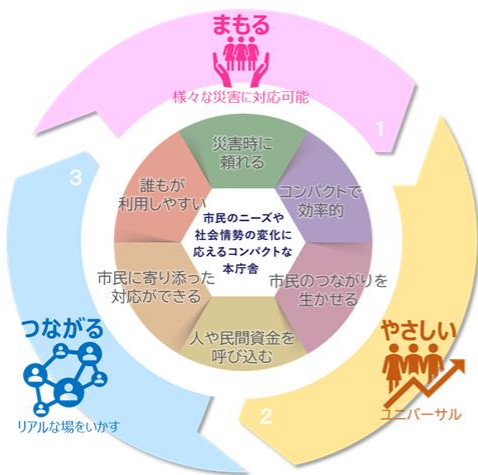 まもる
様々な災害に対応可能
1
3
災害時に
頼れる
誰もが
利用しやすい
コンパクトで
効率的
市民のニーズや
社会情勢の変化に
応えるコンパクトな
本庁舎
市民に寄り添った
対応ができる
市民のつながりを
生かせる
人や民間資金を
呼び込む
つながる
リアルな場をいかす
やさしい
ユニバーサル
2